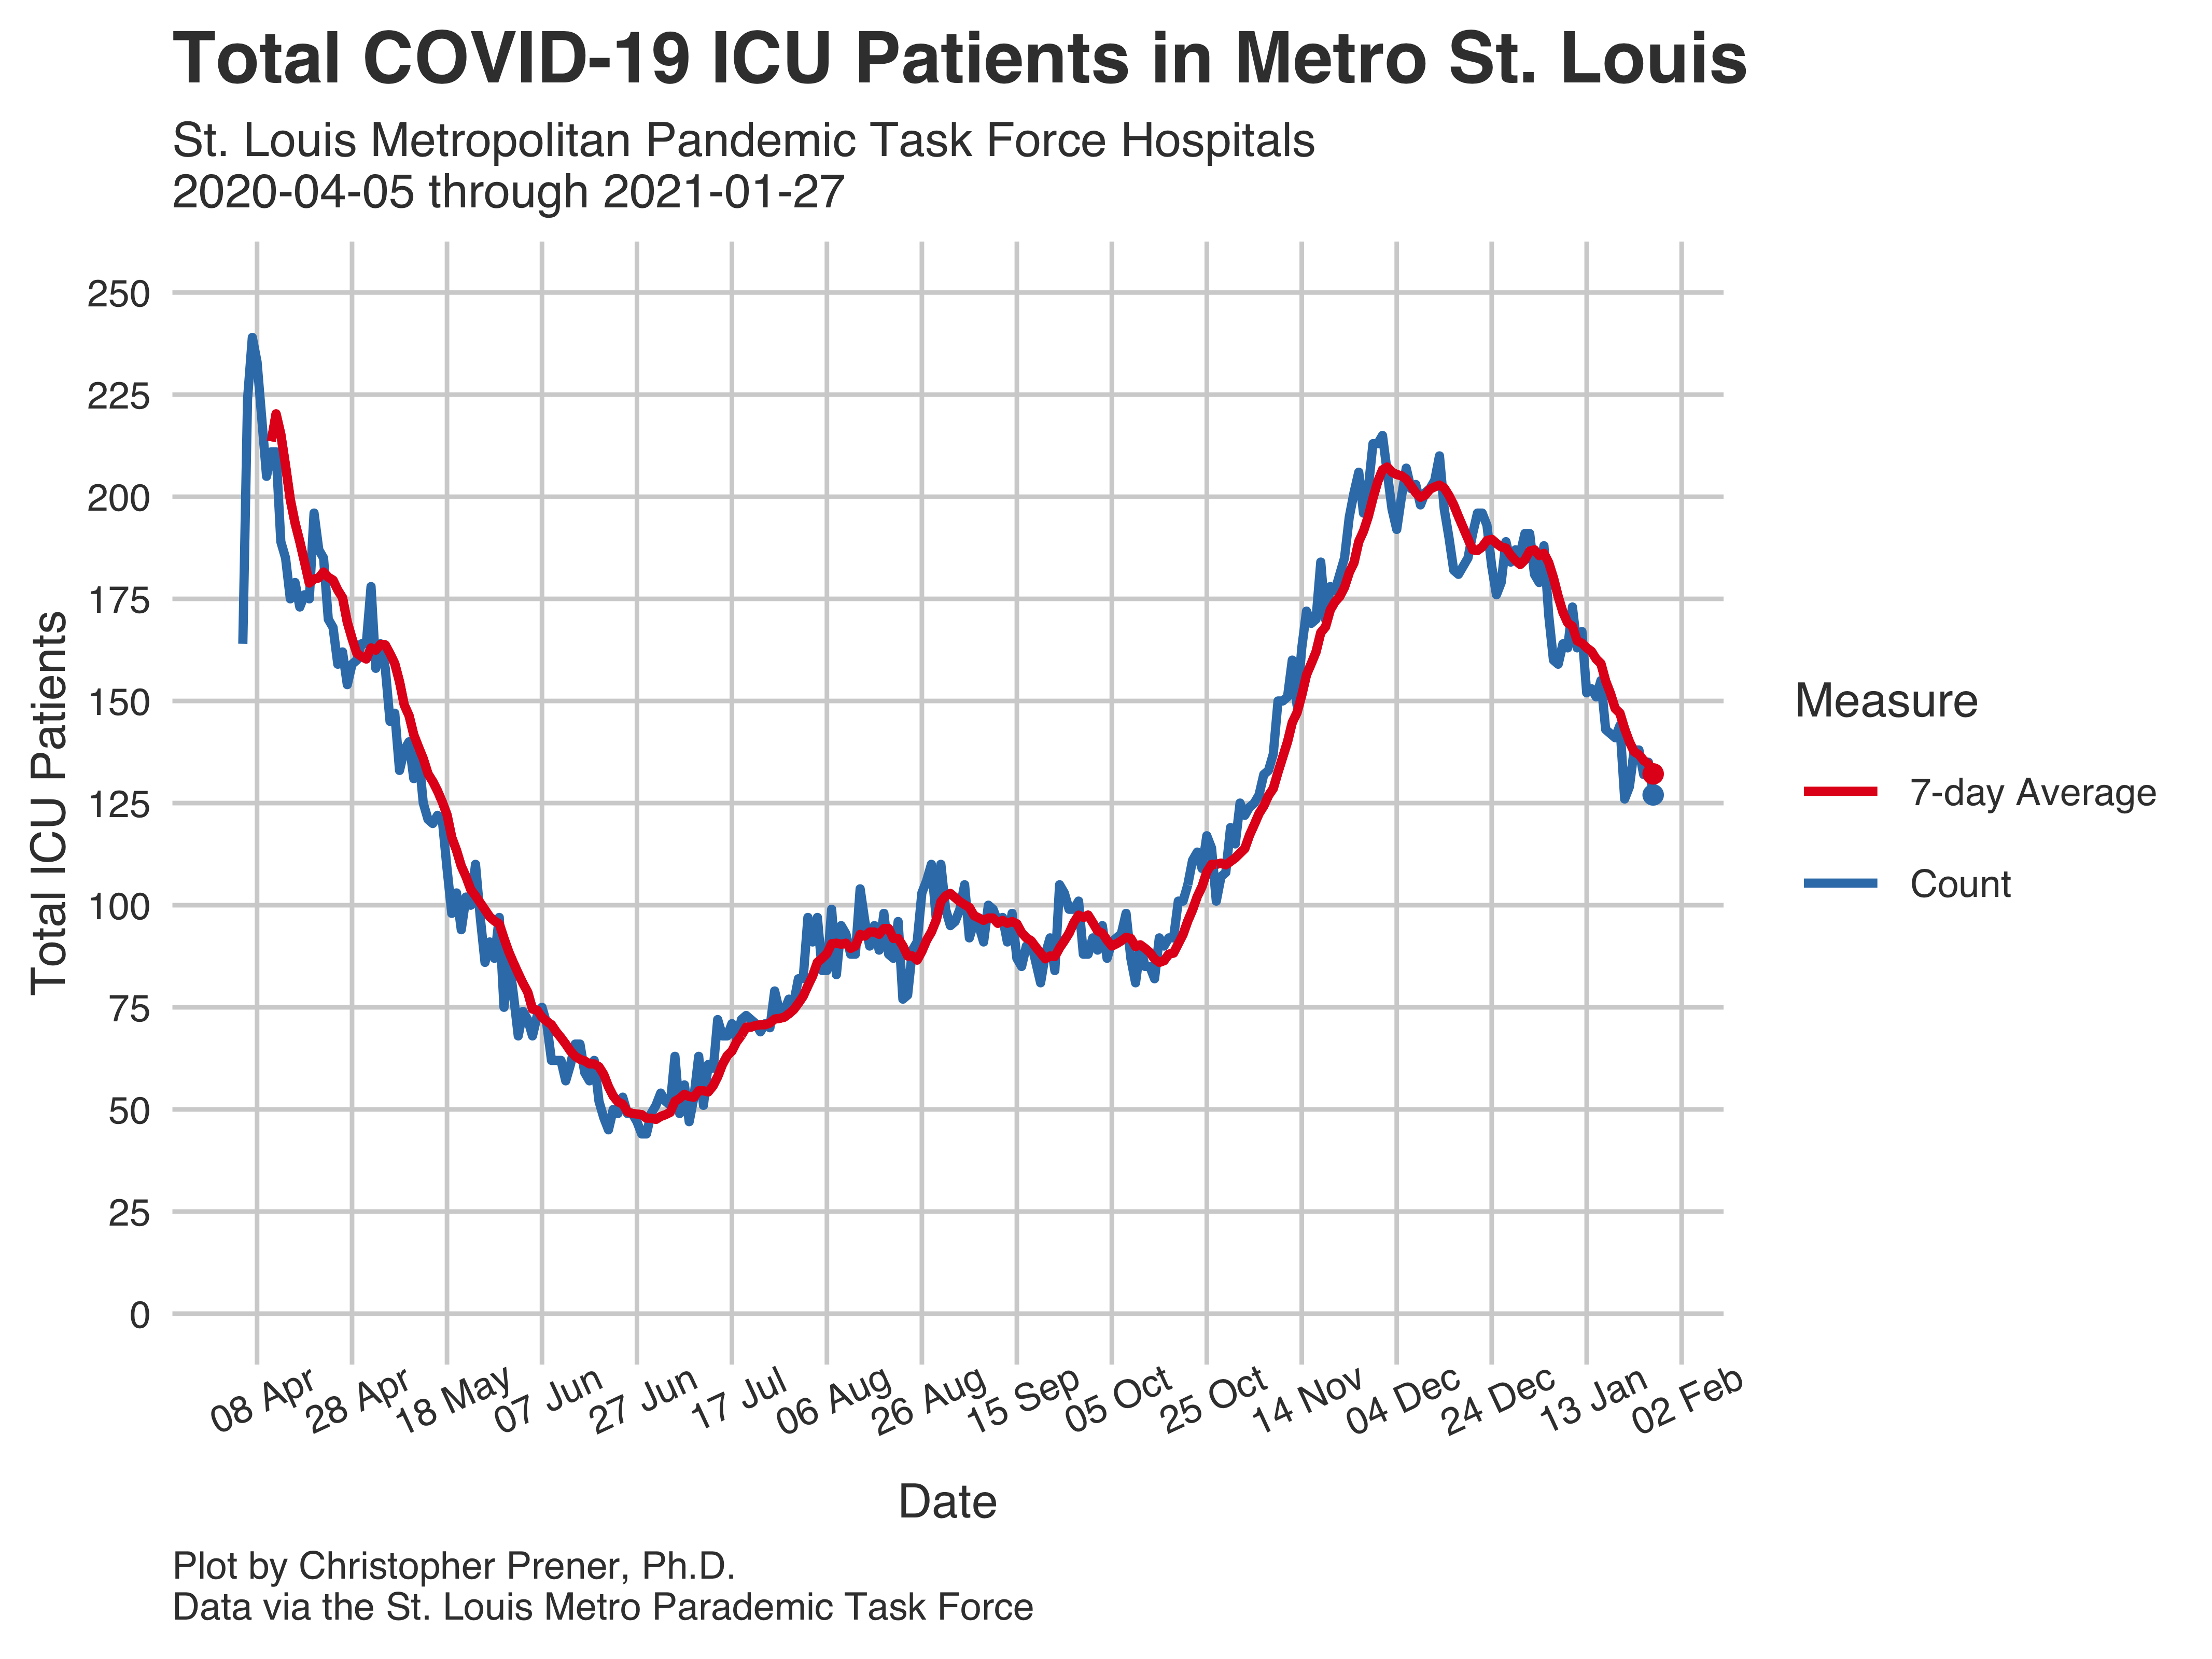 Total COVID-19 ICU Patients in Metro St. Louis
St. Louis Metropolitan Pandemic Task Force Hospitals
2020-04-05 through 2021-01-27
Total ICU Patients
250
225
200
175
150
125
100
75
50
25
0
08 Apr
28 Apr
18 May
07 Jun
27 Jun
17 Jul
06 Aug
26 Aug
15 Sep
05 Oct
25 Oct
14 Nov
04 Dec
24 Dec
13 Jan
02 Feb
Date
Measure
7-day Average
Count
Plot by Christopher Prener, Ph.D.
Data via the St. Louis Metro Parademic Task Force